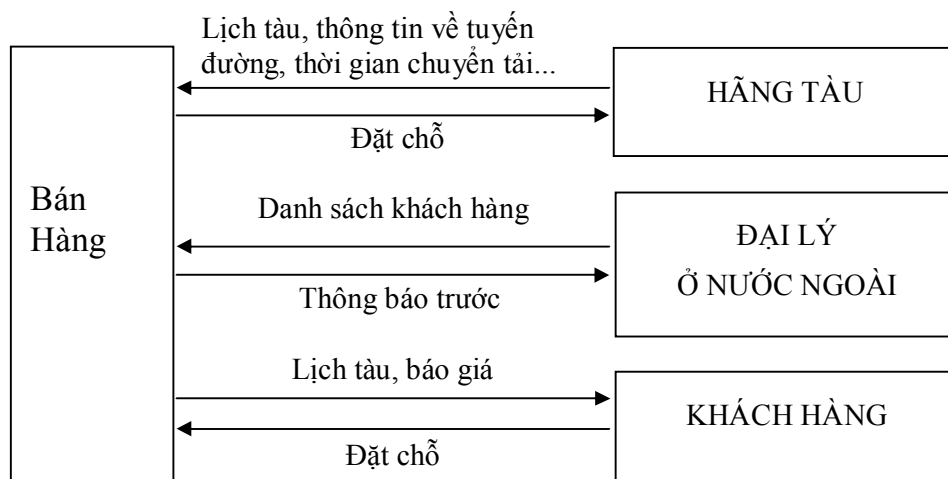 Lịch tàu, thông tin về tuyến
đường, thời gian chuyển tải...
HÃNG TÀU
Đặt chỗ
Bán
Hàng
Danh sách khách hàng
ĐẠI LÝ
Ở NƯỚC NGOÀI
Thông báo trước
Lịch tàu, báo giá
KHÁCH HÀNG
Đặt chỗ